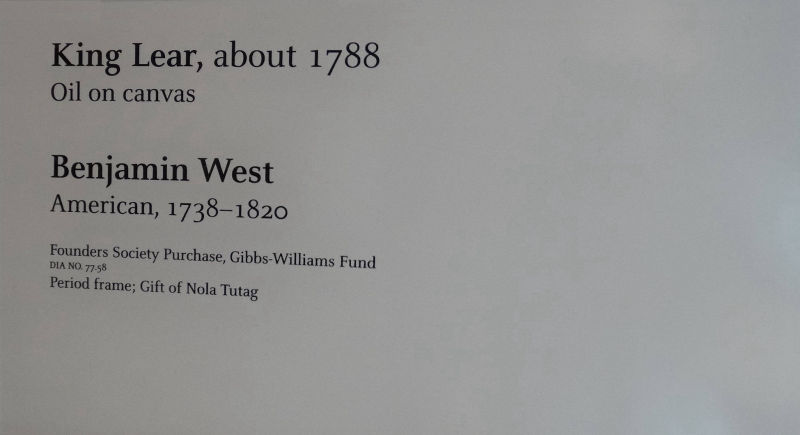 King Lear, about 1788
Oil on canvas
Benjamin West
American, 1738–1820
Founders Society Purchase, Gibbs-Williams Fund
DIA NO. 77.58
Period frame; Gift of Nola Tutag